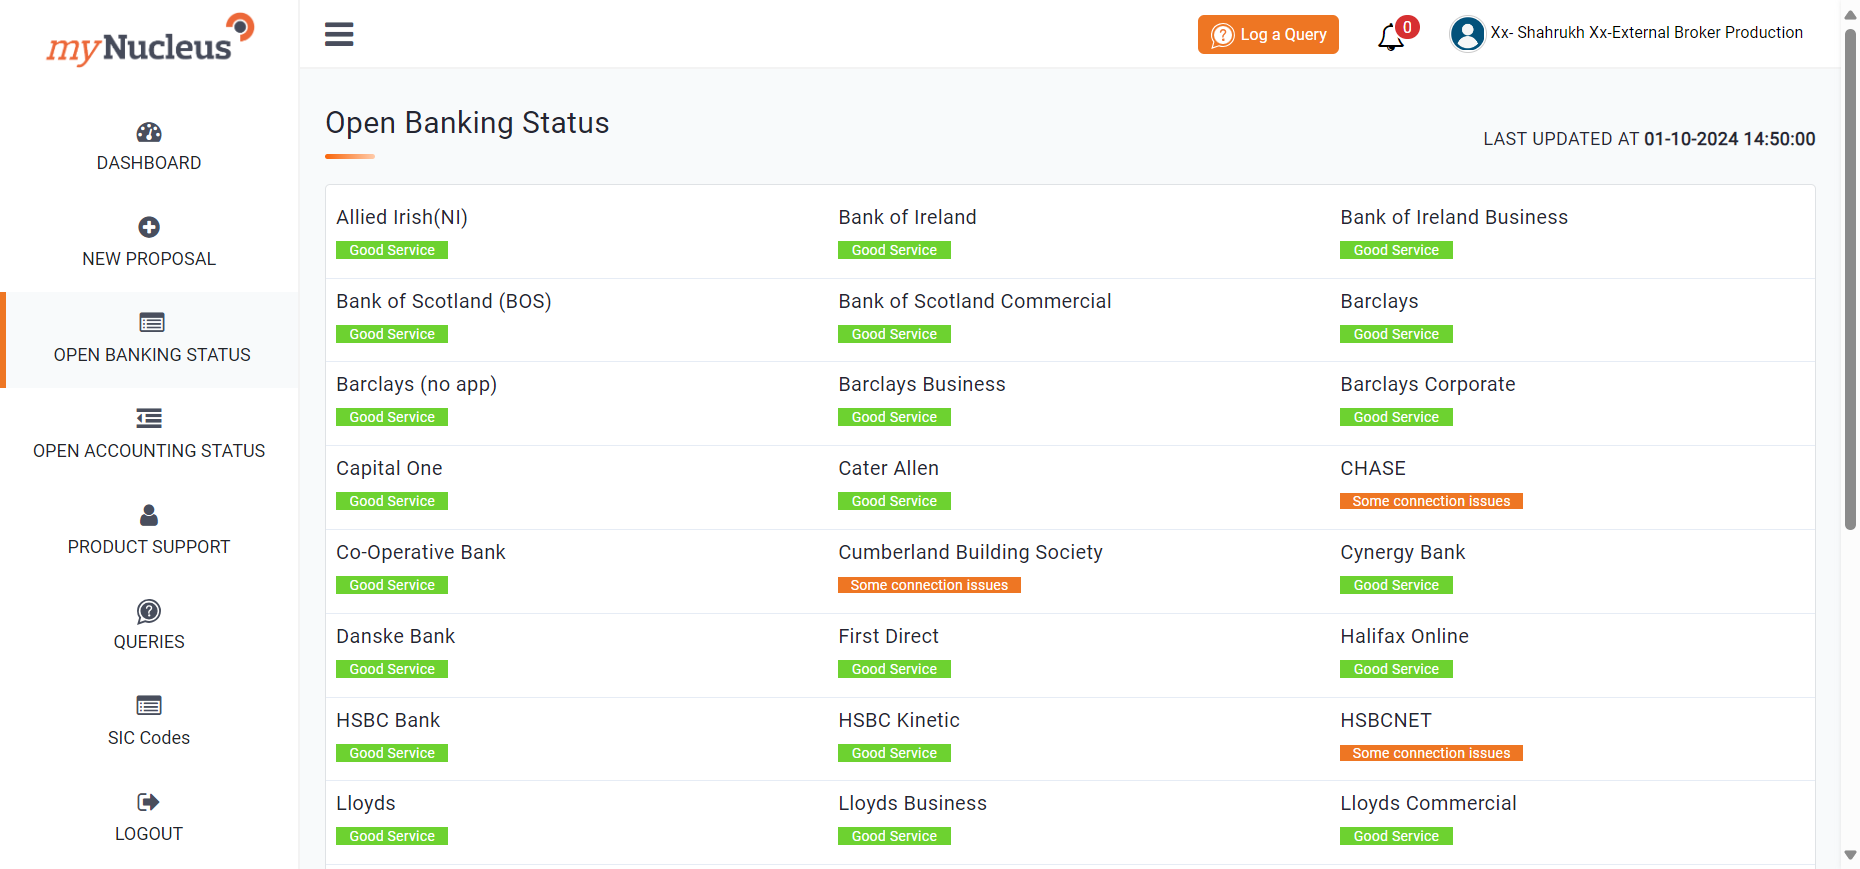 myNucleus
DASHBOARD
NEW PROPOSAL
OPEN BANKING STATUS
OPEN ACCOUNTING STATUS
PRODUCT SUPPORT
QUERIES
SIC Codes
LOGOUT
Log a Query
0
Xx- Shahrukh Xx-External Broker Production
Open Banking Status
LAST UPDATED AT 01-10-2024 14:50:00
Allied Irish(NI) Bank of Ireland Bank of Ireland Business
Good Service Good Service Good Service
Bank of Scotland (BOS) Bank of Scotland Commercial Barclays
Good Service Good Service Good Service
Barclays (no app) Barclays Business Barclays Corporate
Good Service Good Service Good Service
Capital One Cater Allen CHASE
Good Service Good Service Some connection issues
Co-Operative Bank Cumberland Building Society Cynergy Bank
Good Service Some connection issues Good Service
Danske Bank First Direct Halifax Online
Good Service Good Service Good Service
HSBC Bank HSBC Kinetic HSBCNET
Good Service Good Service Some connection issues
Lloyds Lloyds Business Lloyds Commercial
Good Service Good Service Good Service